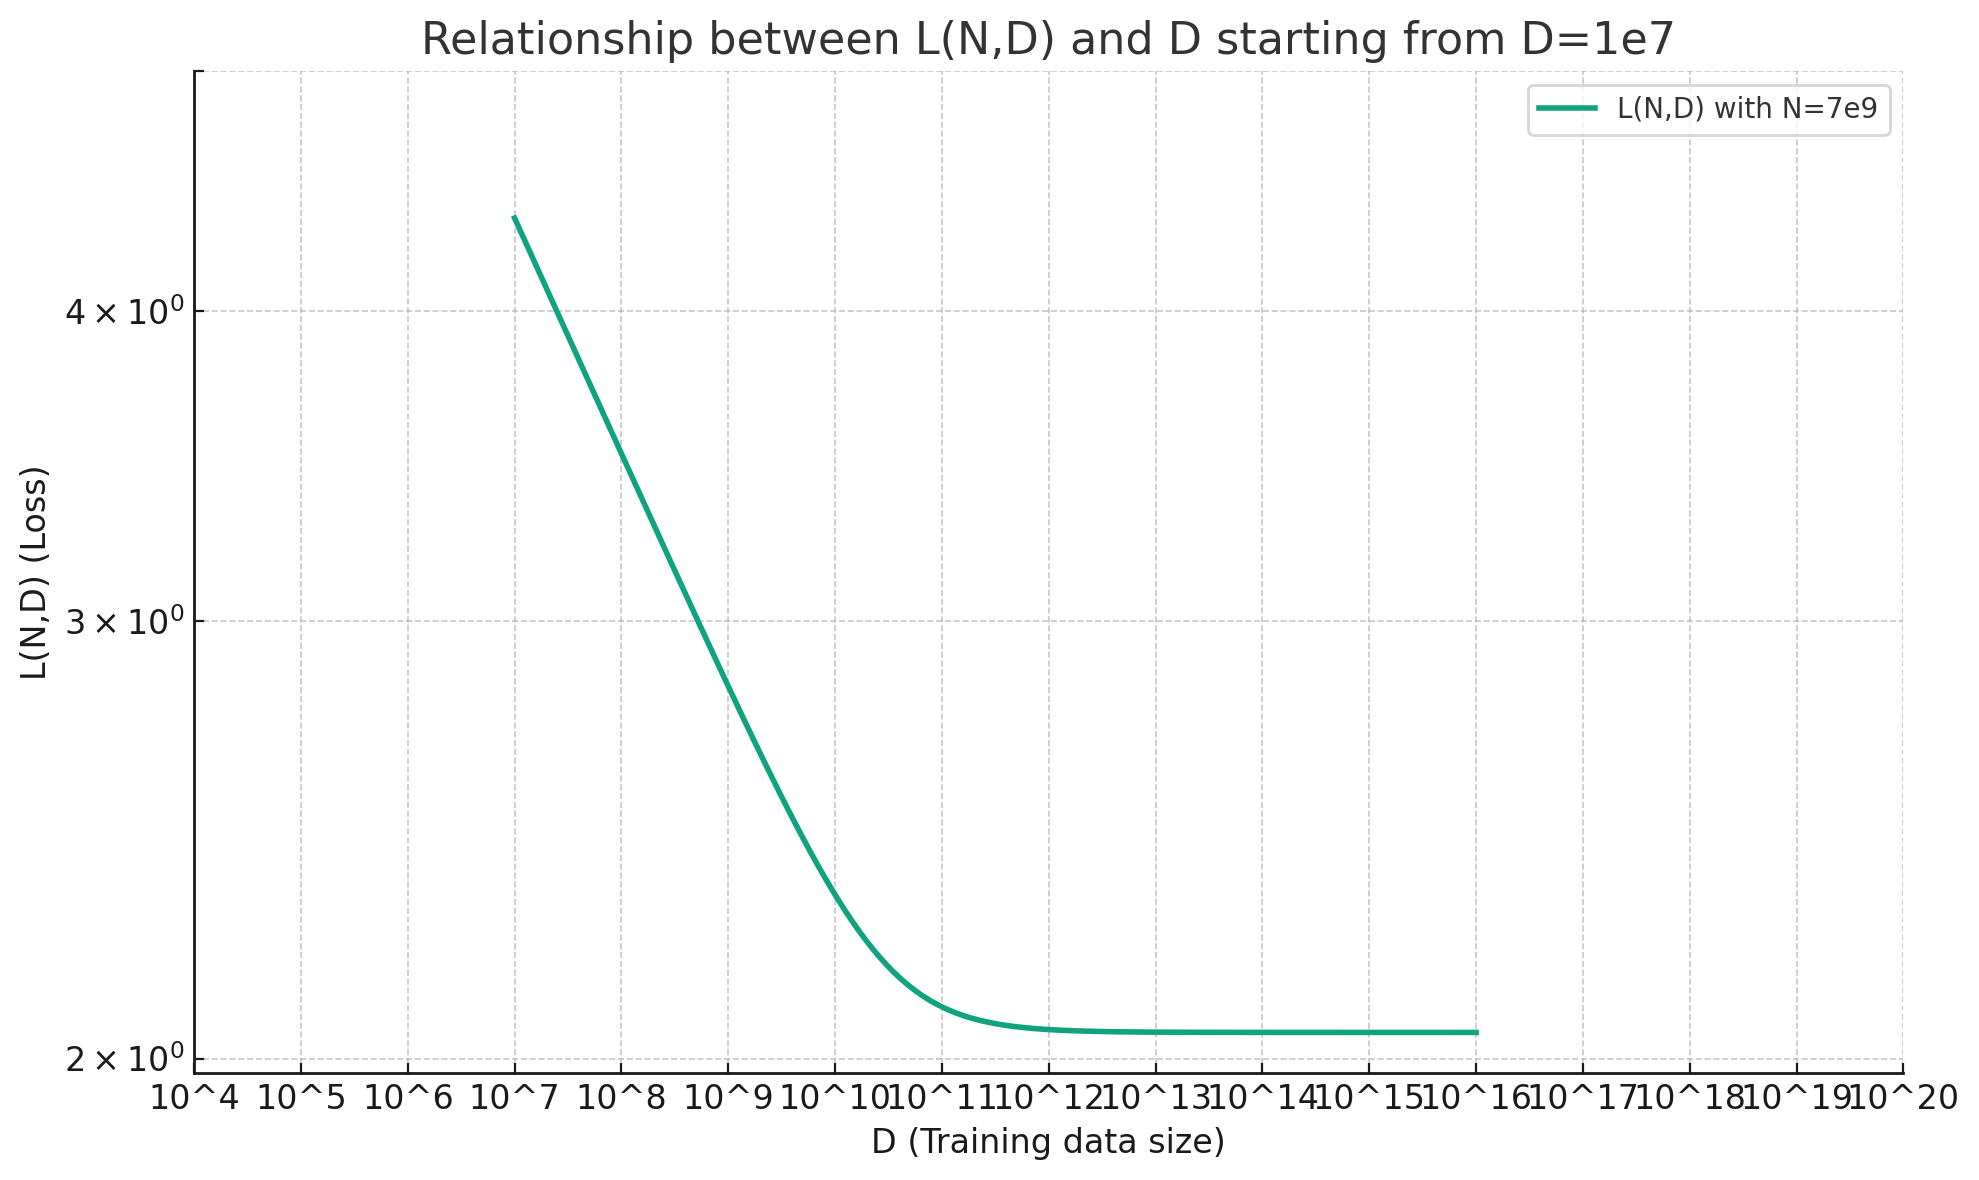 Relationship between L(N,D) and D starting from D=1e7
L(N,D) with N=7e9
L(N,D) (Loss)
4 × 10⁰
3 × 10⁰
2 × 10⁰
10^4 10^5 10^6 10^7 10^8 10^9 10^10 10^11 10^12 10^13 10^14 10^15 10^16 10^17 10^18 10^19 10^20
D (Training data size)